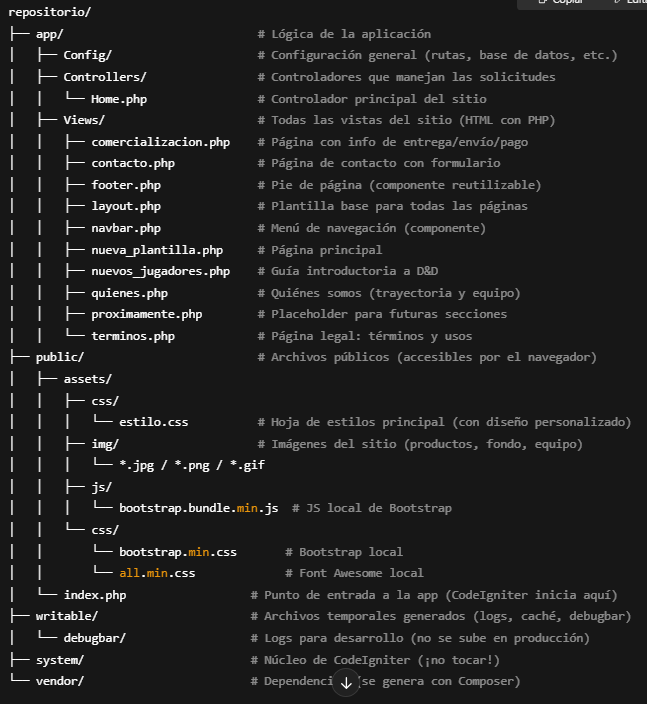 Copiar Edita
repositorio/
├── app/ # Lógica de la aplicación
│ ├── Config/ # Configuración general (rutas, base de datos, etc.)
│ ├── Controllers/ # Controladores que manejan las solicitudes
│ │ └── Home.php # Controlador principal del sitio
│ ├── Views/ # Todas las vistas del sitio (HTML con PHP)
│ │ ├── comercializacion.php # Página con info de entrega/envío/pago
│ │ ├── contacto.php # Página de contacto con formulario
│ │ ├── footer.php # Pie de página (componente reutilizable)
│ │ ├── layout.php # Plantilla base para todas las páginas
│ │ ├── navbar.php # Menú de navegación (componente)
│ │ ├── nueva_plantilla.php # Página principal
│ │ ├── nuevos_jugadores.php # Guía introductoria a D&D
│ │ ├── quienes.php # Quiénes somos (trayectoria y equipo)
│ │ ├── proximamente.php # Placeholder para futuras secciones
│ │ └── terminos.php # Página legal: términos y usos
├── public/ # Archivos públicos (accesibles por el navegador)
│ ├── assets/
│ │ ├── css/
│ │ │ └── estilo.css # Hoja de estilos principal (con diseño personalizado)
│ │ ├── img/ # Imágenes del sitio (productos, fondo, equipo)
│ │ │ └── *.jpg / *.png / *.gif
│ │ ├── js/
│ │ │ └── bootstrap.bundle.min.js # JS local de Bootstrap
│ │ └── css/
│ │ └── bootstrap.min.css # Bootstrap local
│ │ └── all.min.css # Font Awesome local
│ └── index.php # Punto de entrada a la app (CodeIgniter inicia aquí)
├── writable/ # Archivos temporales generados (logs, caché, debugbar)
│ └── debugbar/ # Logs para desarrollo (no se sube en producción)
├── system/ # Núcleo de CodeIgniter (¡no tocar!)
└── vendor/ # Dependenci (se genera con Composer)